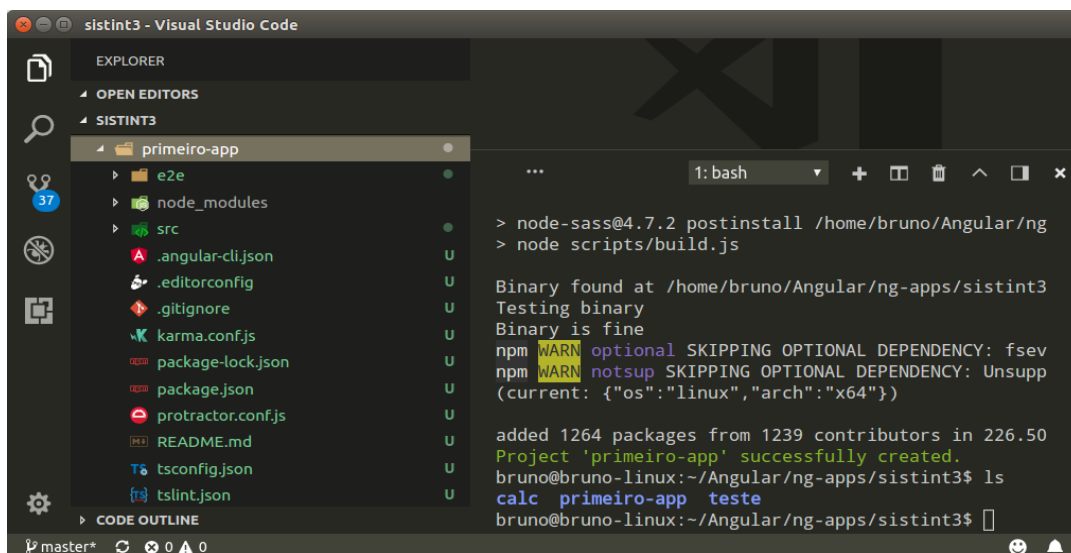 sistint3 - Visual Studio Code
EXPLORER
OPEN EDITORS
SISTINT3
primeiro-app
e2e
node_modules
src
.angular-cli.json U
.editorconfig U
.gitignore U
karma.conf.js U
package-lock.json U
package.json U
protractor.conf.js U
README.md U
tsconfig.json U
tslint.json U
CODE OUTLINE
37
1: bash
> node-sass@4.7.2 postinstall /home/bruno/Angular/ng
> node scripts/build.js
Binary found at /home/bruno/Angular/ng-apps/sistint3
Testing binary
Binary is fine
npm WARN optional SKIPPING OPTIONAL DEPENDENCY: fsev
npm WARN notsup SKIPPING OPTIONAL DEPENDENCY: Unsupp
(current: {"os":"linux","arch":"x64"})
added 1264 packages from 1239 contributors in 226.50
Project 'primeiro-app' successfully created.
bruno@bruno-linux:~/Angular/ng-apps/sistint3$ ls
calc primeiro-app teste
bruno@bruno-linux:~/Angular/ng-apps/sistint3$
master* 0 0